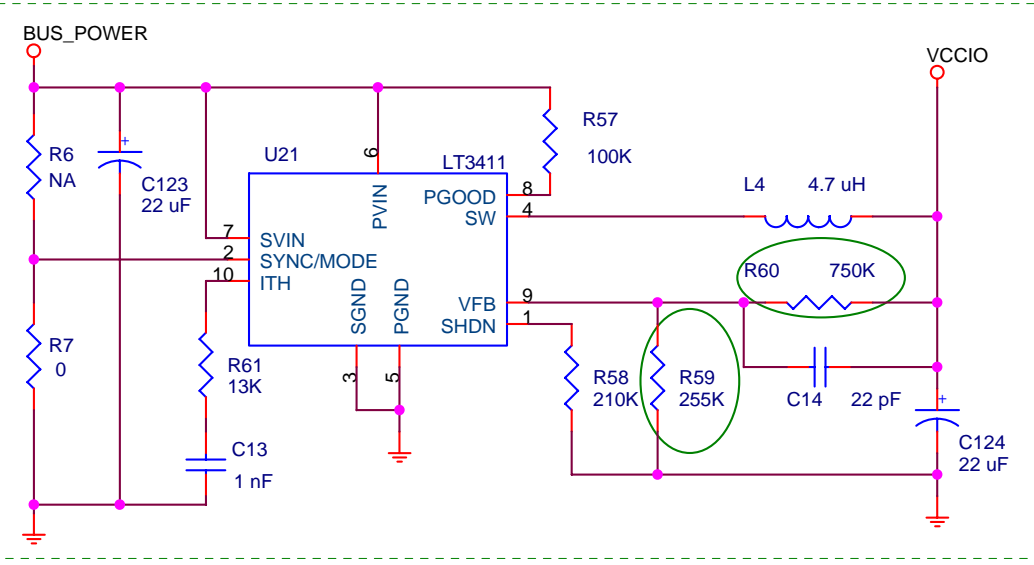 BUS_POWER
VCCIO
R6
NA
+
C123
22 uF
U21
6
LT3411
R57
100K
PVIN
PGOOD
8
SW
4
L4
4.7 uH
7
SVIN
2
SYNC/MODE
10
ITH
SGND
PGND
VFB
9
SHDN
1
R60
750K
R7
0
R61
13K
3
5
R58
210K
R59
255K
C14
22 pF
+
C124
22 uF
C13
1 nF